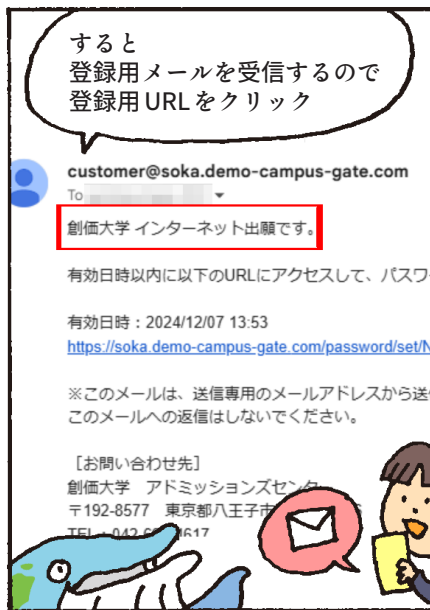 すると
登録用メールを受信するので
登録用URLをクリック
customer@soka.demo-campus-gate.com
To
創価大学 インターネット出願です。
有効日時以内に以下のURLにアクセスして、パスワ
有効日時：2024/12/07 13:53
https://soka.demo-campus-gate.com/password/set/N
※このメールは、送信専用のメールアドレスから送
このメールへの返信はしないでください。
［お問い合わせ先］
創価大学　アドミッションズセンター
〒192-8577　東京都八王子市
TEL：042